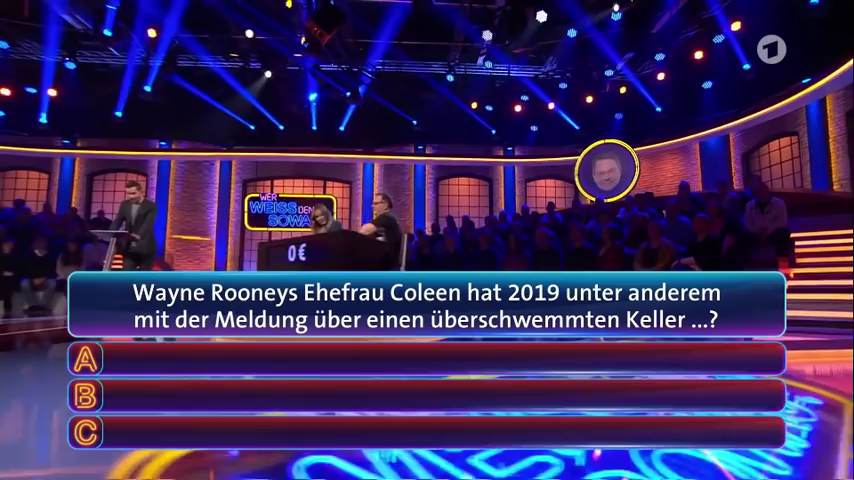 1
WER
WEISS DENN
SOWAS
0€
Wayne Rooneys Ehefrau Coleen hat 2019 unter anderem
mit der Meldung über einen überschwemmten Keller ...?
A
B
C